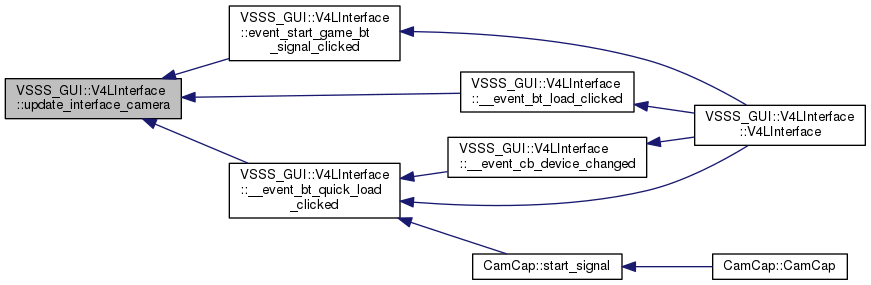 VSSS_GUI::V4LInterface
::update_interface_camera
VSSS_GUI::V4LInterface
::event_start_game_bt
_signal_clicked
VSSS_GUI::V4LInterface
::__event_bt_load_clicked
VSSS_GUI::V4LInterface
::__event_cb_device_changed
VSSS_GUI::V4LInterface
::__event_bt_quick_load
_clicked
VSSS_GUI::V4LInterface
::V4LInterface
CamCap::start_signal
CamCap::CamCap